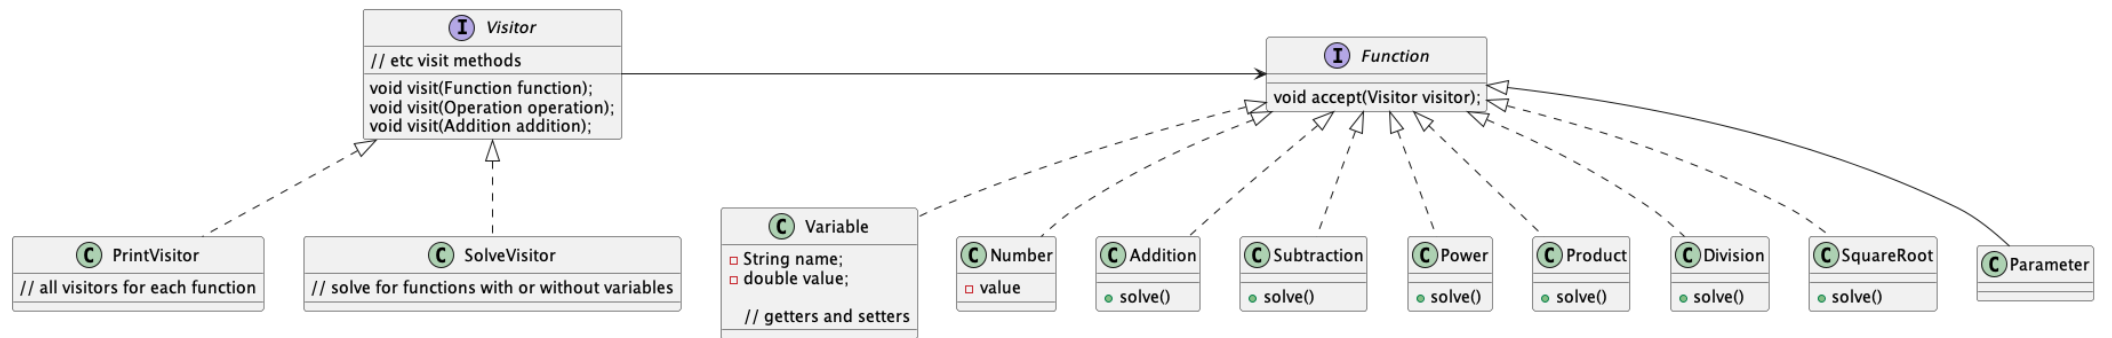 I Visitor
// etc visit methods
void visit(Function function);
void visit(Operation operation);
void visit(Addition addition);
I Function
void accept(Visitor visitor);
C PrintVisitor
// all visitors for each function
C SolveVisitor
// solve for functions with or without variables
C Variable
String name;
double value;
// getters and setters
C Number
value
C Addition
solve()
C Subtraction
solve()
C Power
solve()
C Product
solve()
C Division
solve()
C SquareRoot
solve()
C Parameter